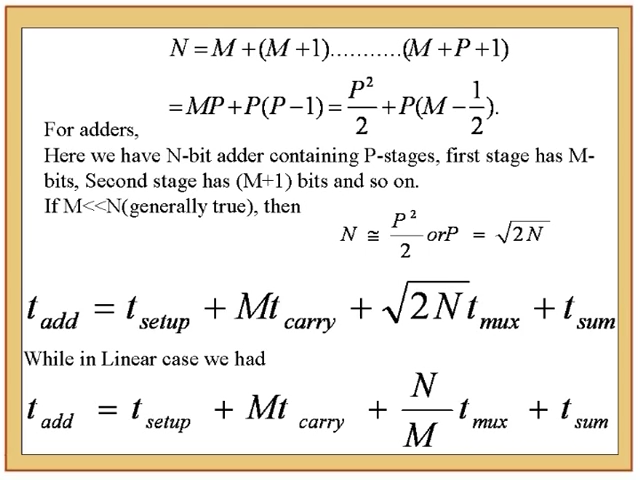 N = M + (M + 1)...........(M + P + 1)
= MP + P(P − 1) = P²/2 + P(M − 1/2).
For adders,
Here we have N-bit adder containing P-stages, first stage has M-
bits, Second stage has (M+1) bits and so on.
If M<<N(generally true), then
N ≅ P²/2 orP = √2N
t_add = t_setup + Mt_carry + √2N t_mux + t_sum
While in Linear case we had
t_add = t_setup + Mt_carry + N/M t_mux + t_sum